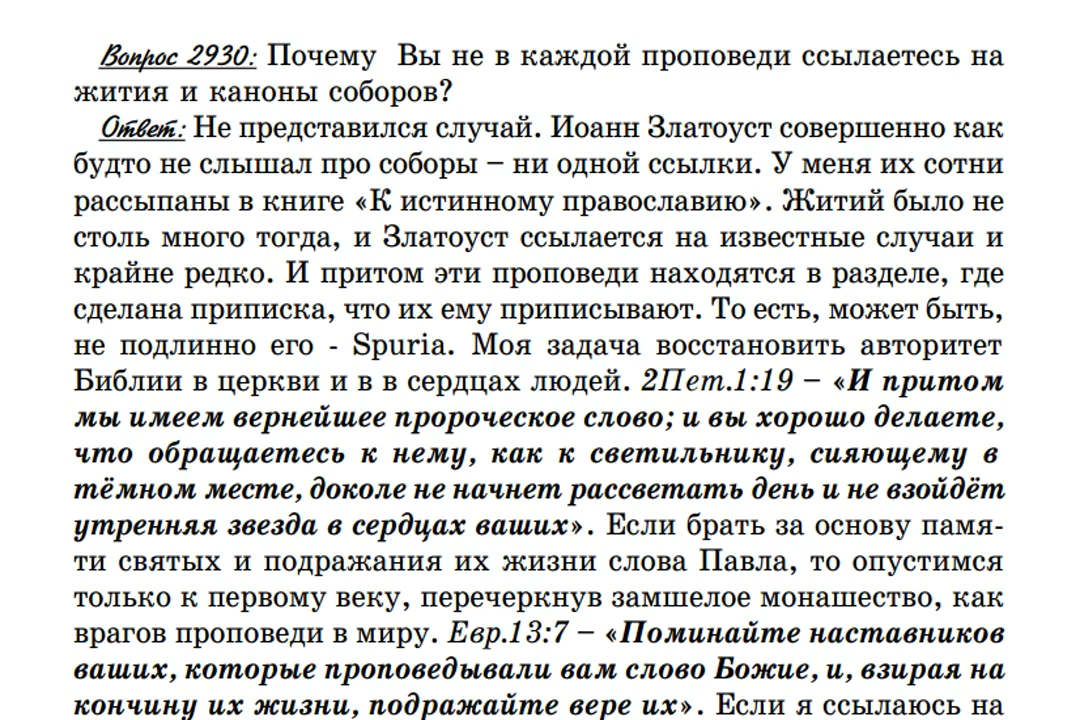 Вопрос 2930: Почему Вы не в каждой проповеди ссылаетесь на
жития и каноны соборов?
Ответ: Не представился случай. Иоанн Златоуст совершенно как
будто не слышал про соборы – ни одной ссылки. У меня их сотни
рассыпаны в книге «К истинному православию». Житий было не
столь много тогда, и Златоуст ссылается на известные случаи и
крайне редко. И притом эти проповеди находятся в разделе, где
сделана приписка, что их ему приписывают. То есть, может быть,
не подлинно его - Spuria. Моя задача восстановить авторитет
Библии в церкви и в в сердцах людей. 2Пет.1:19 – «И притом
мы имеем вернейшее пророческое слово; и вы хорошо делаете,
что обращаетесь к нему, как к светильнику, сияющему в
тёмном месте, доколе не начнет рассветать день и не взойдёт
утренняя звезда в сердцах ваших». Если брать за основу памя-
ти святых и подражания их жизни слова Павла, то опустимся
только к первому веку, перечеркнув замшелое монашество, как
врагов проповеди в миру. Евр.13:7 – «Поминайте наставников
ваших, которые проповедывали вам слово Божие, и, взирая на
кончину их жизни, подражайте вере их». Если я ссылаюсь на